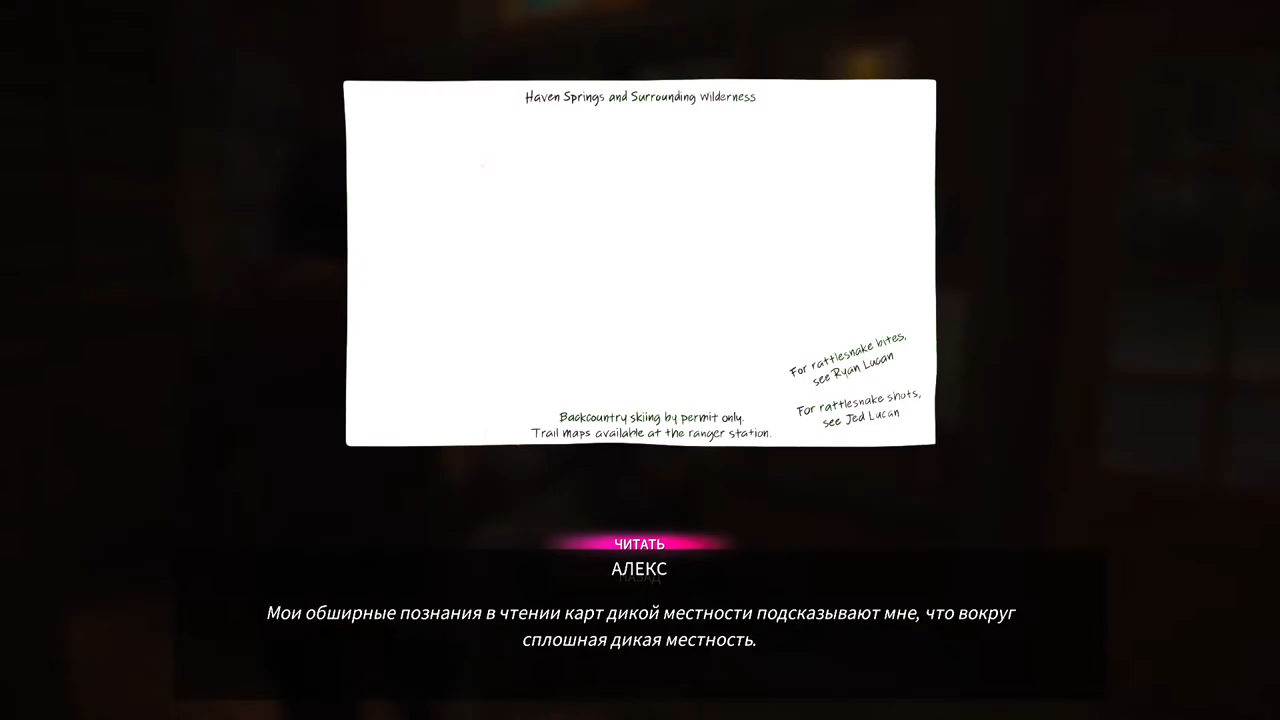 Haven Springs and Surrounding Wilderness
For rattlesnake bites,
see Ryan Lucan
For rattlesnake shots,
see Jed Lucan
Backcountry skiing by permit only.
Trail maps available at the ranger station.
ЧИТАТЬ
АЛЕКС
НАЗАД
Мои обширные познания в чтении карт дикой местности подсказывают мне, что вокруг
сплошная дикая местность.